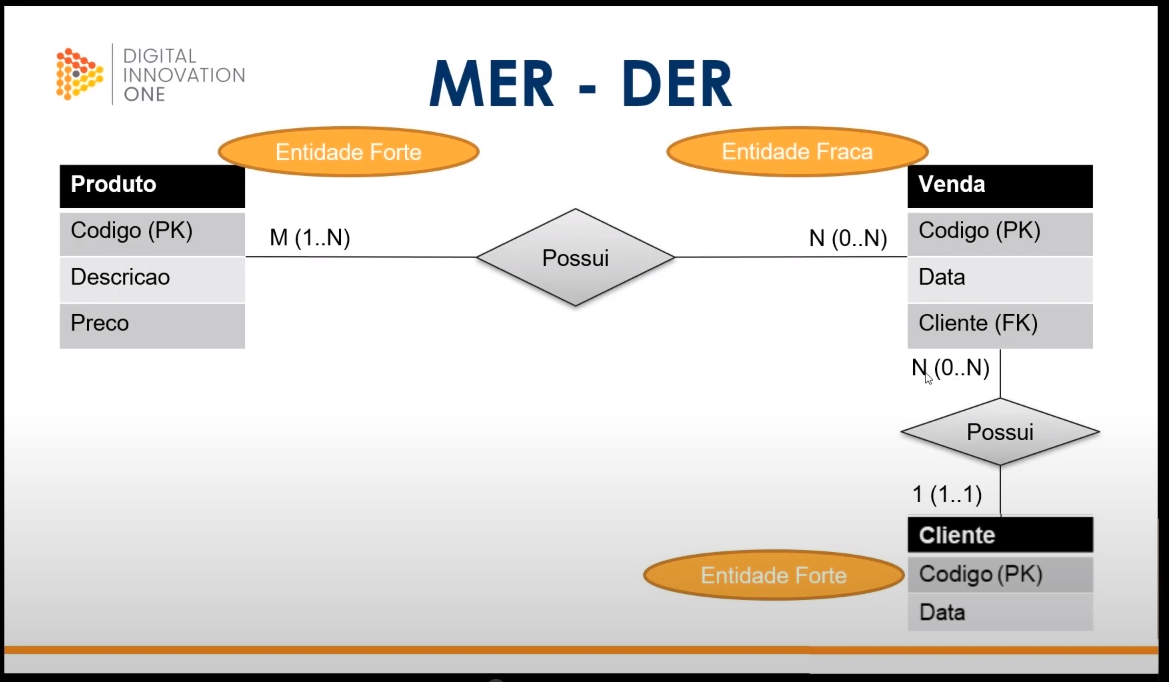 DIGITAL
INNOVATION
ONE
MER - DER
Entidade Forte
Entidade Fraca
Produto
Codigo (PK)
Descricao
Preco
M (1..N)
Possui
N (0..N)
Venda
Codigo (PK)
Data
Cliente (FK)
N (0..N)
Possui
1 (1..1)
Entidade Forte
Cliente
Codigo (PK)
Data